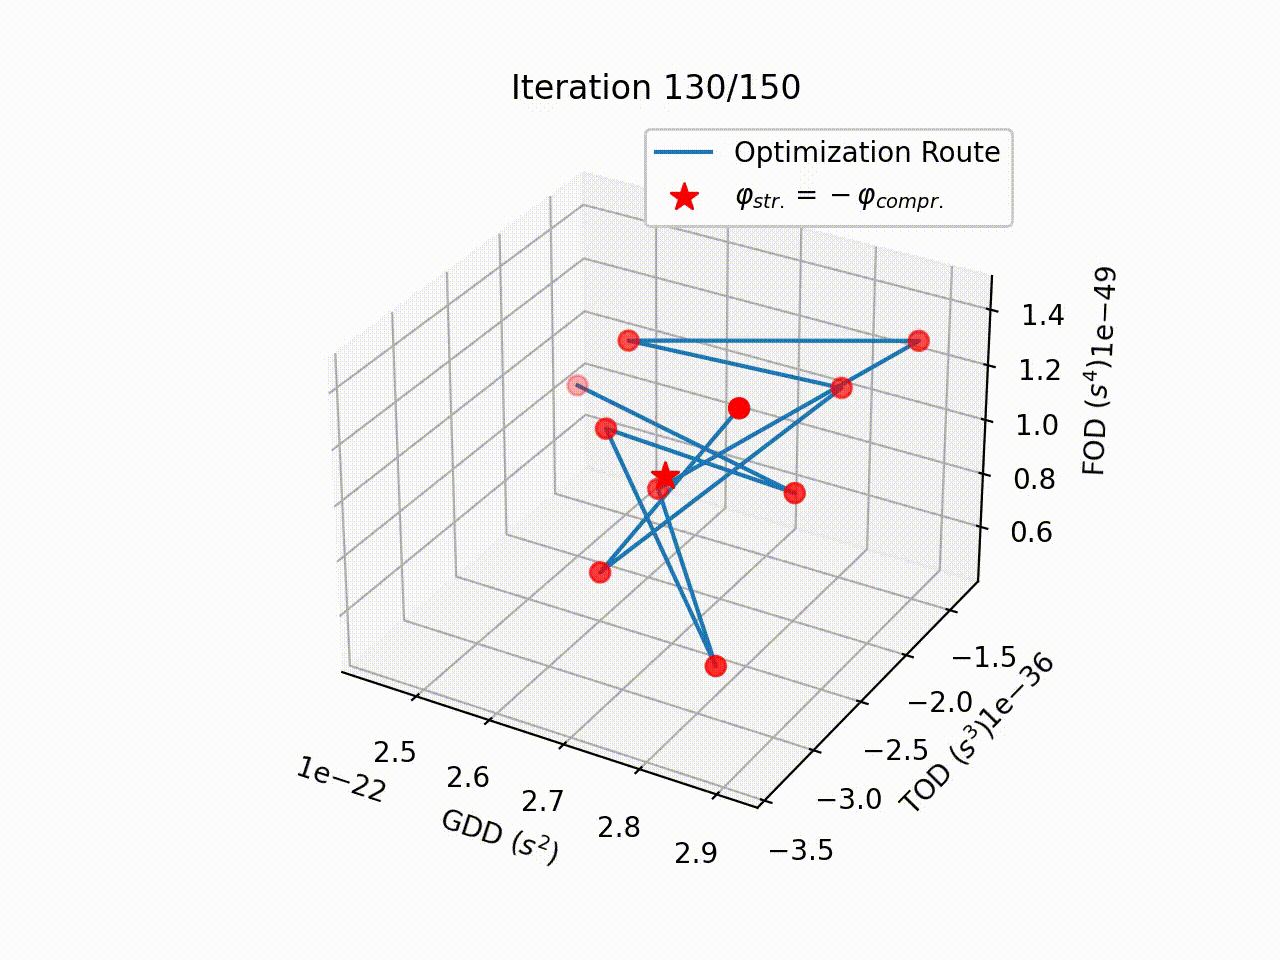 Iteration 130/150
Optimization Route
φstr. = −φcompr.
1.4
1.2
1.0
0.8
0.6
FOD (s⁴)1e−49
−1.5
−2.0
−2.5
−3.0
−3.5
TOD (s³)1e−36
2.5
2.6
2.7
2.8
2.9
1e−22
GDD (s²)